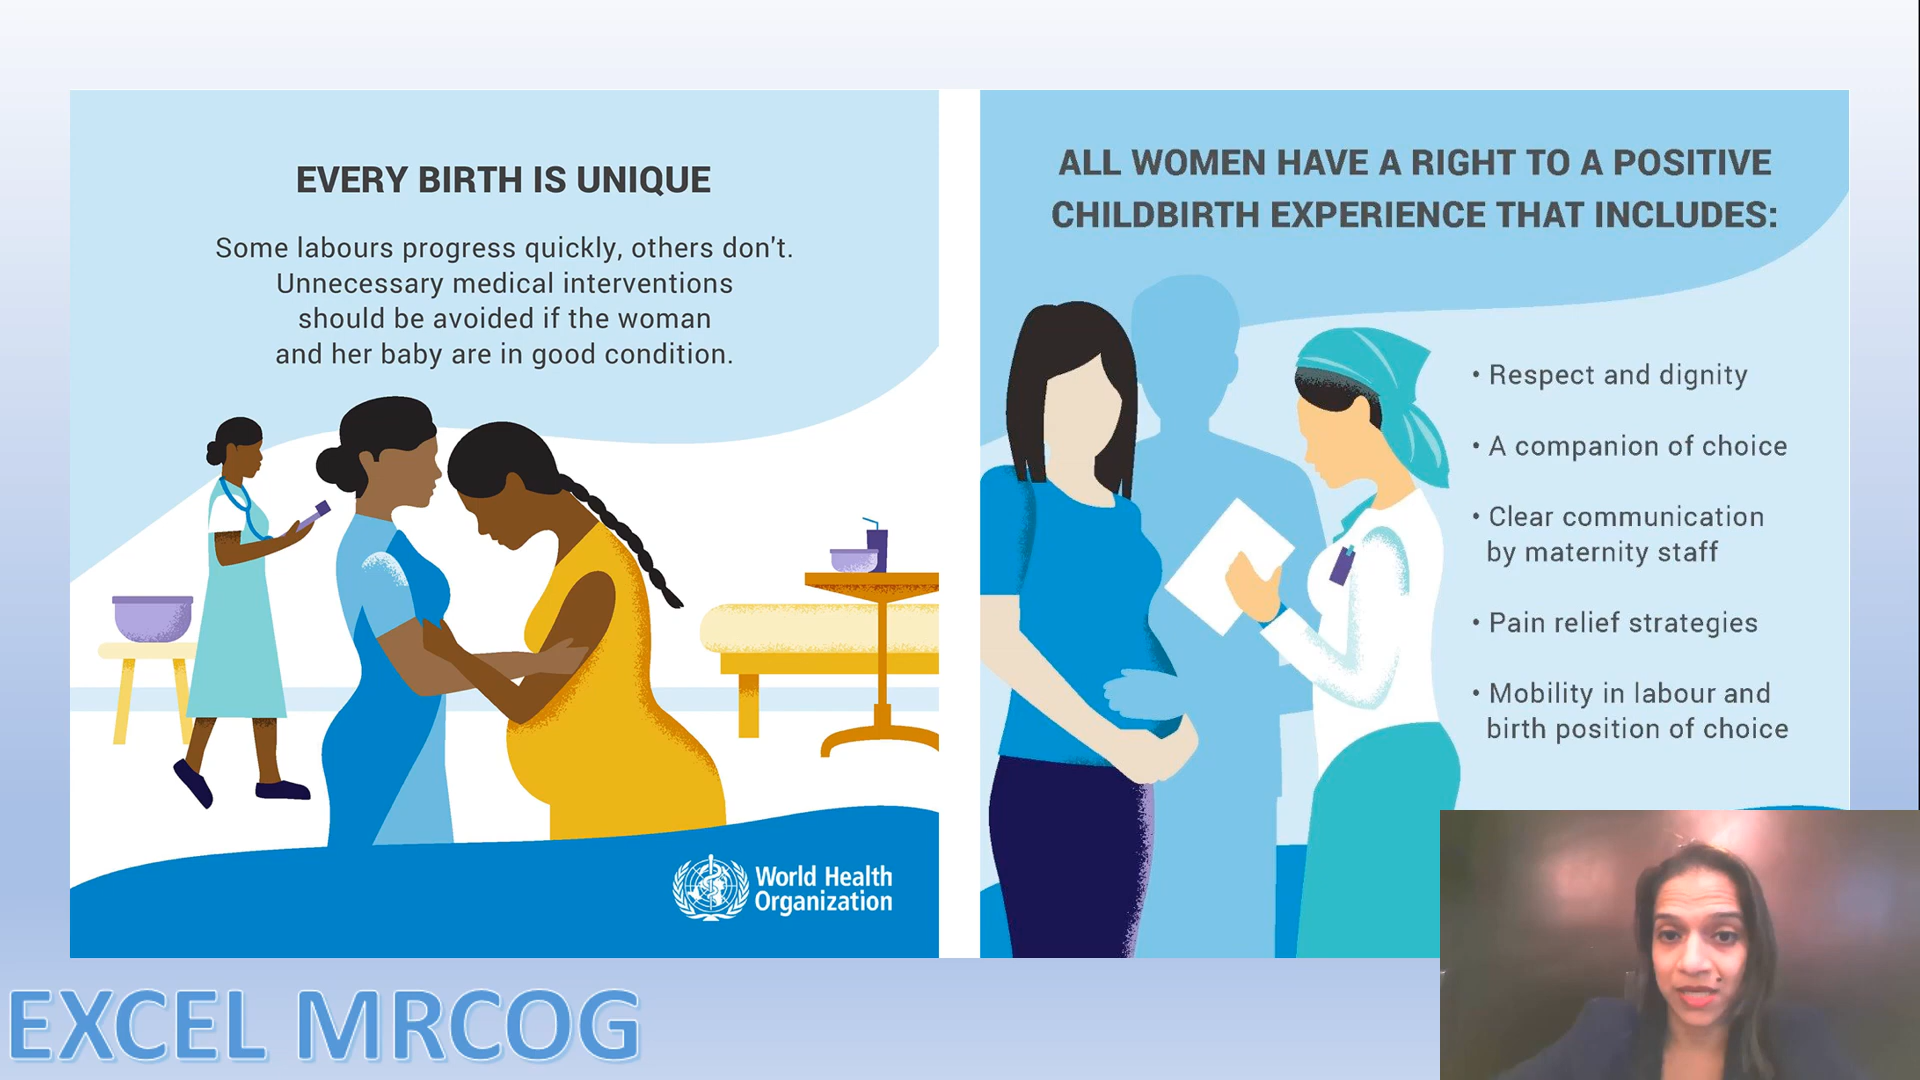 EVERY BIRTH IS UNIQUE
Some labours progress quickly, others don't.
Unnecessary medical interventions
should be avoided if the woman
and her baby are in good condition.
World Health
Organization
ALL WOMEN HAVE A RIGHT TO A POSITIVE
CHILDBIRTH EXPERIENCE THAT INCLUDES:
• Respect and dignity
• A companion of choice
• Clear communication
by maternity staff
• Pain relief strategies
• Mobility in labour and
birth position of choice
EXCEL MRCOG